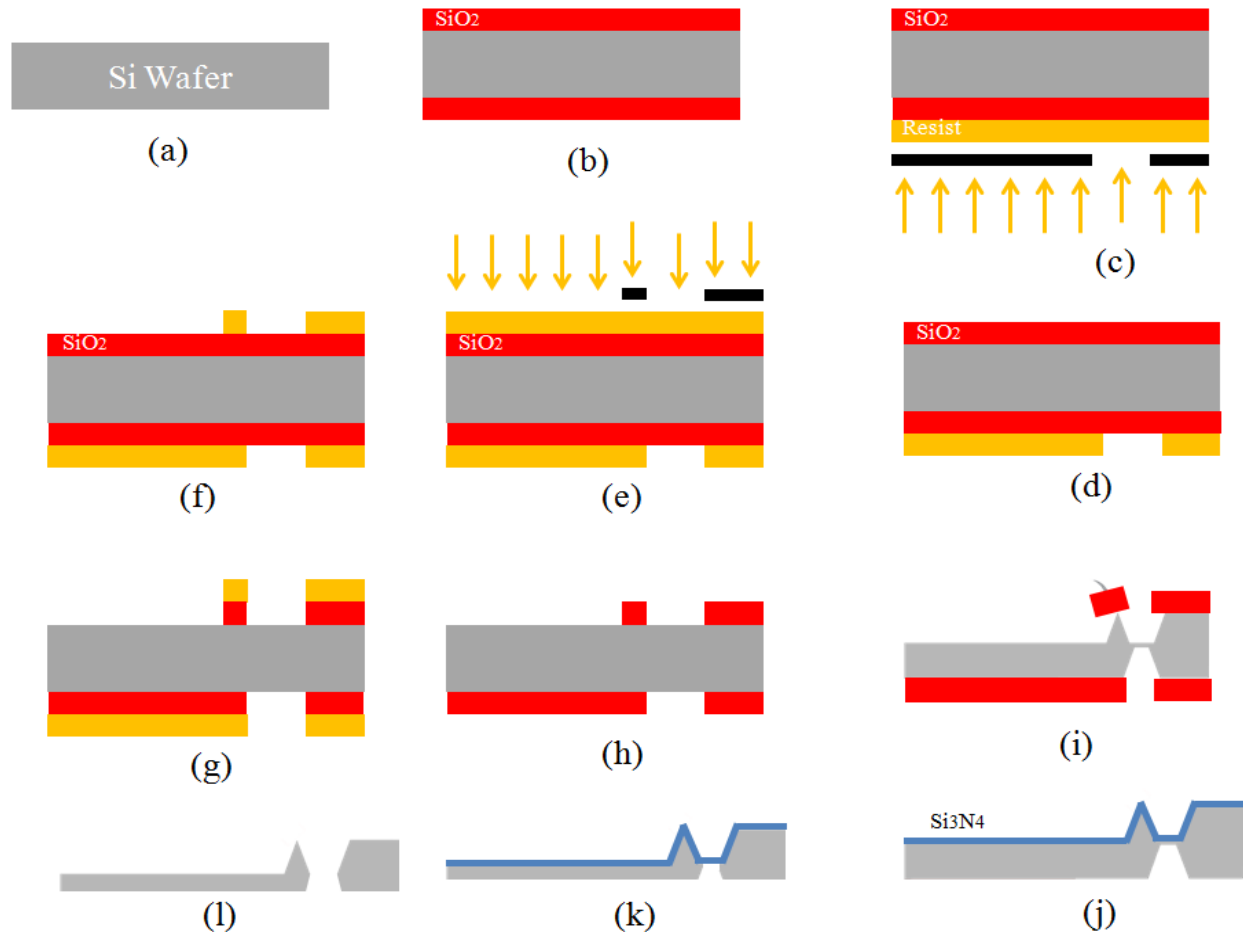 SiO2
Si Wafer
(a)
(b)
SiO2
Resist
(c)
SiO2
(f)
SiO2
(e)
SiO2
(d)
(g)
(h)
(i)
(l)
(k)
Si3N4
(j)